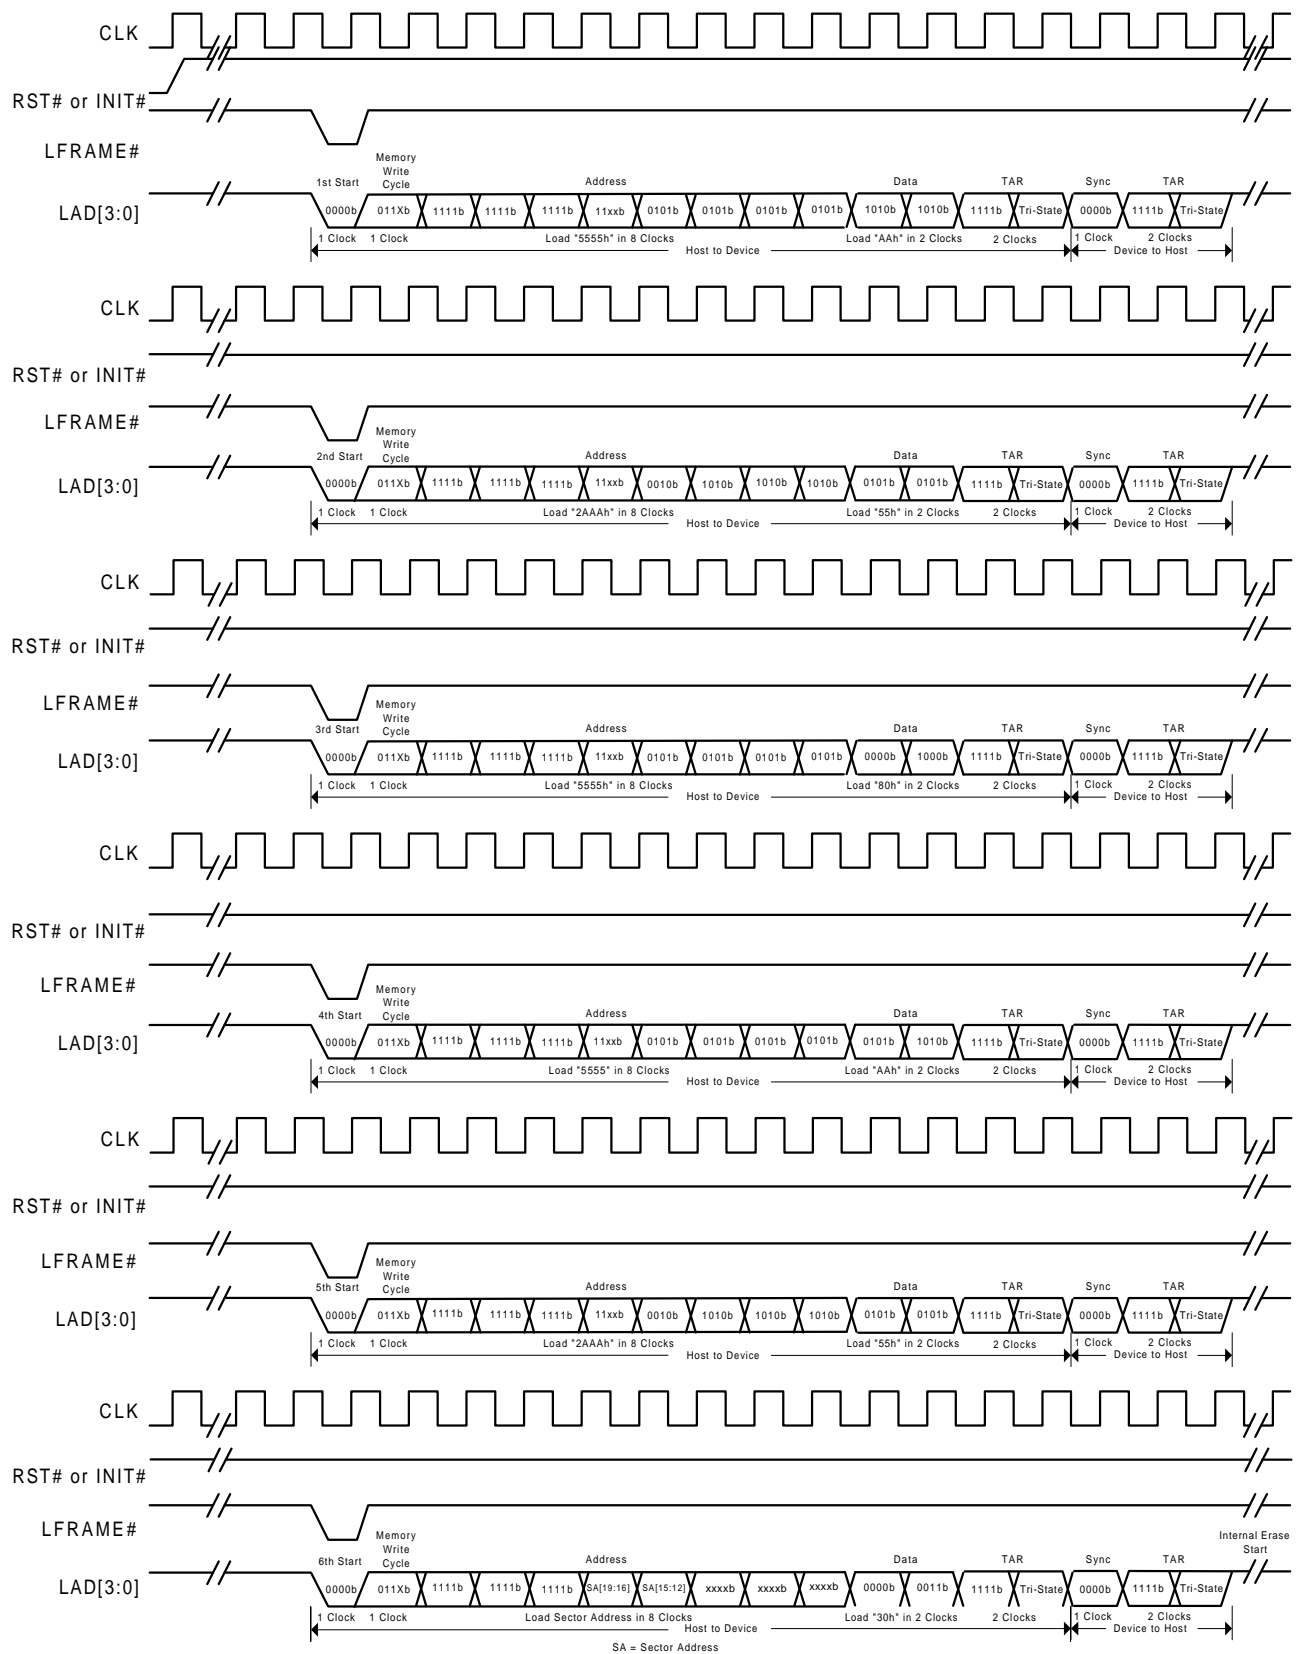 CLK
RST# or INIT#
LFRAME#
Memory
Write
Cycle
1st Start Address Data TAR Sync TAR
LAD[3:0] 0000b 011Xb 1111b 1111b 1111b 11xxb 0101b 0101b 0101b 0101b 1010b 1010b 1111b Tri-State 0000b 1111b Tri-State
1 Clock 1 Clock Load "5555h" in 8 Clocks Load "AAh" in 2 Clocks 2 Clocks 1 Clock 2 Clocks
Host to Device Device to Host
CLK
RST# or INIT#
LFRAME#
Memory
Write
Cycle
2nd Start Address Data TAR Sync TAR
LAD[3:0] 0000b 011Xb 1111b 1111b 1111b 11xxb 0010b 1010b 1010b 1010b 0101b 0101b 1111b Tri-State 0000b 1111b Tri-State
1 Clock 1 Clock Load "2AAAh" in 8 Clocks Load "55h" in 2 Clocks 2 Clocks 1 Clock 2 Clocks
Host to Device Device to Host
CLK
RST# or INIT#
LFRAME#
Memory
Write
Cycle
3rd Start Address Data TAR Sync TAR
LAD[3:0] 0000b 011Xb 1111b 1111b 1111b 11xxb 0101b 0101b 0101b 0101b 0000b 1000b 1111b Tri-State 0000b 1111b Tri-State
1 Clock 1 Clock Load "5555h" in 8 Clocks Load "80h" in 2 Clocks 2 Clocks 1 Clock 2 Clocks
Host to Device Device to Host
CLK
RST# or INIT#
LFRAME#
Memory
Write
Cycle
4th Start Address Data TAR Sync TAR
LAD[3:0] 0000b 011Xb 1111b 1111b 1111b 11xxb 0101b 0101b 0101b 0101b 0101b 1010b 1111b Tri-State 0000b 1111b Tri-State
1 Clock 1 Clock Load "5555" in 8 Clocks Load "AAh" in 2 Clocks 2 Clocks 1 Clock 2 Clocks
Host to Device Device to Host
CLK
RST# or INIT#
LFRAME#
Memory
Write
Cycle
5th Start Address Data TAR Sync TAR
LAD[3:0] 0000b 011Xb 1111b 1111b 1111b 11xxb 0010b 1010b 1010b 1010b 0101b 0101b 1111b Tri-State 0000b 1111b Tri-State
1 Clock 1 Clock Load "2AAAh" in 8 Clocks Load "55h" in 2 Clocks 2 Clocks 1 Clock 2 Clocks
Host to Device Device to Host
CLK
RST# or INIT#
LFRAME#
Memory
Write
Cycle
Internal Erase
Start
6th Start Address Data TAR Sync TAR
LAD[3:0] 0000b 011Xb 1111b 1111b 1111b SA[19:16] SA[15:12] xxxxb xxxxb xxxxb 0000b 0011b 1111b Tri-State 0000b 1111b Tri-State
1 Clock 1 Clock Load Sector Address in 8 Clocks Load "30h" in 2 Clocks 2 Clocks 1 Clock 2 Clocks
Host to Device Device to Host
SA = Sector Address